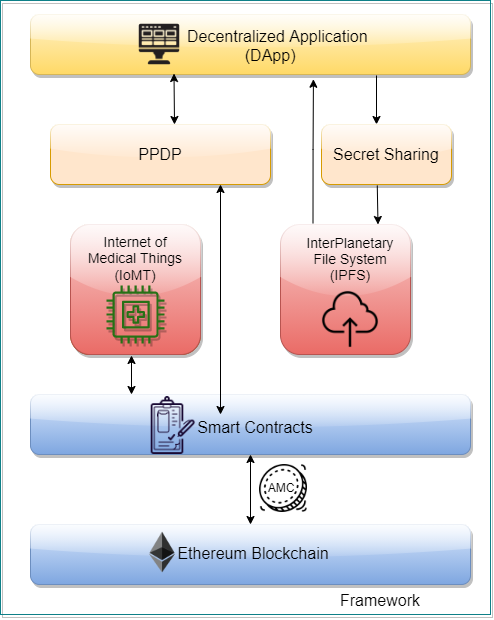 Decentralized Application
(DApp)
PPDP
Secret Sharing
Internet of
Medical Things
(IoMT)
InterPlanetary
File System
(IPFS)
Smart Contracts
AMC
Ethereum Blockchain
Framework